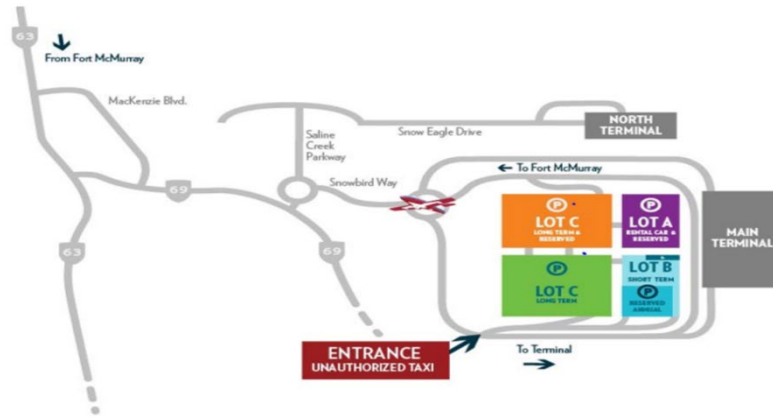 63
From Fort McMurray
MacKenzie Blvd.
Saline
Creek
Parkway
Snow Eagle Drive
NORTH
TERMINAL
To Fort McMurray
69
Snowbird Way
P
LOT C
LONG TERM &
RESERVED
P
LOT A
RENTAL CAR &
RESERVED
MAIN
TERMINAL
63
69
P
LOT C
LONG TERM
LOT B
SHORT TERM
P
RESERVED
ANNUAL
ENTRANCE
UNAUTHORIZED TAXI
To Terminal